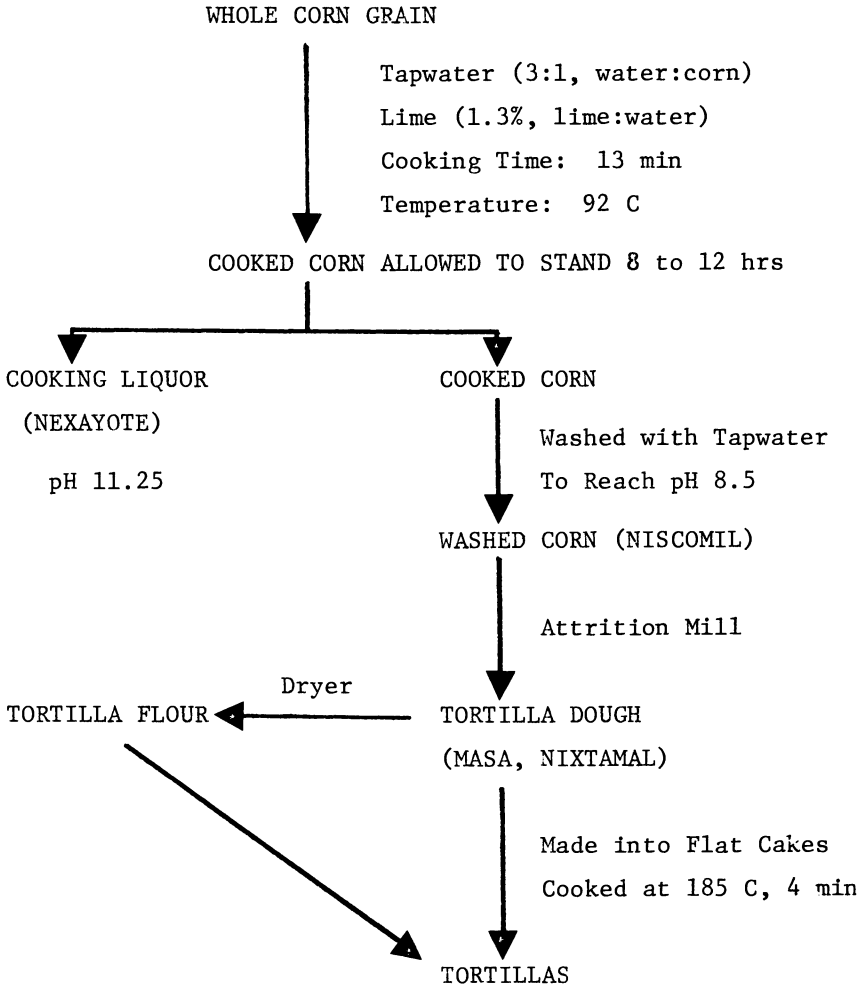 WHOLE CORN GRAIN
Tapwater (3:1, water:corn)
Lime (1.3%, lime:water)
Cooking Time: 13 min
Temperature: 92 C
COOKED CORN ALLOWED TO STAND 8 to 12 hrs
COOKING LIQUOR
(NEXAYOTE)
pH 11.25
COOKED CORN
Washed with Tapwater
To Reach pH 8.5
WASHED CORN (NISCOMIL)
Attrition Mill
Dryer
TORTILLA FLOUR
TORTILLA DOUGH
(MASA, NIXTAMAL)
Made into Flat Cakes
Cooked at 185 C, 4 min
TORTILLAS